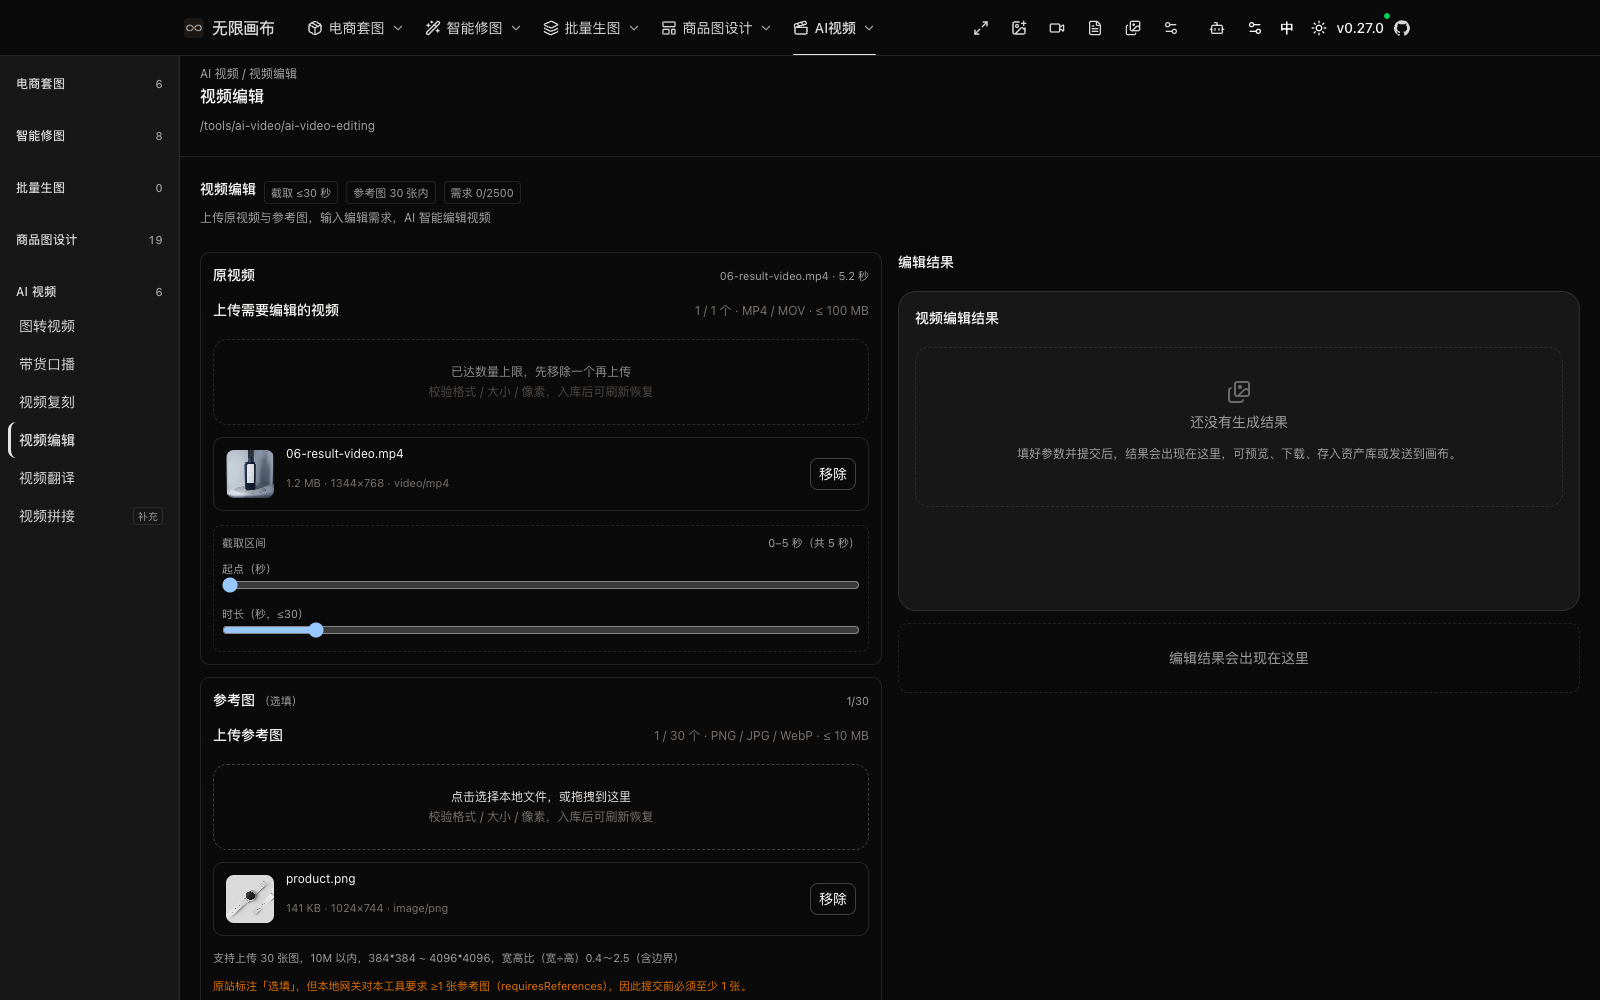 无限画布
电商套图
智能修图
批量生图
商品图设计
AI视频
中
v0.27.0
电商套图 6
智能修图 8
批量生图 0
商品图设计 19
AI 视频 6
图转视频
带货口播
视频复刻
视频编辑
视频翻译
视频拼接 补充
AI 视频 / 视频编辑
视频编辑
/tools/ai-video/ai-video-editing
视频编辑 截取 ≤30 秒 参考图 30 张内 需求 0/2500
上传原视频与参考图，输入编辑需求，AI 智能编辑视频
原视频 06-result-video.mp4 · 5.2 秒
上传需要编辑的视频 1 / 1 个 · MP4 / MOV · ≤ 100 MB
已达数量上限，先移除一个再上传
校验格式 / 大小 / 像素，入库后可刷新恢复
06-result-video.mp4
1.2 MB · 1344×768 · video/mp4
移除
截取区间 0–5 秒（共 5 秒）
起点（秒）
时长（秒，≤30）
参考图 （选填） 1/30
上传参考图 1 / 30 个 · PNG / JPG / WebP · ≤ 10 MB
点击选择本地文件，或拖拽到这里
校验格式 / 大小 / 像素，入库后可刷新恢复
product.png
141 KB · 1024×744 · image/png
移除
支持上传 30 张图，10M 以内，384*384 ~ 4096*4096，宽高比（宽÷高）0.4～2.5（含边界）
原站标注「选填」，但本地网关对本工具要求 ≥1 张参考图（requiresReferences），因此提交前必须至少 1 张。
编辑结果
视频编辑结果
还没有生成结果
填好参数并提交后，结果会出现在这里，可预览、下载、存入资产库或发送到画布。
编辑结果会出现在这里